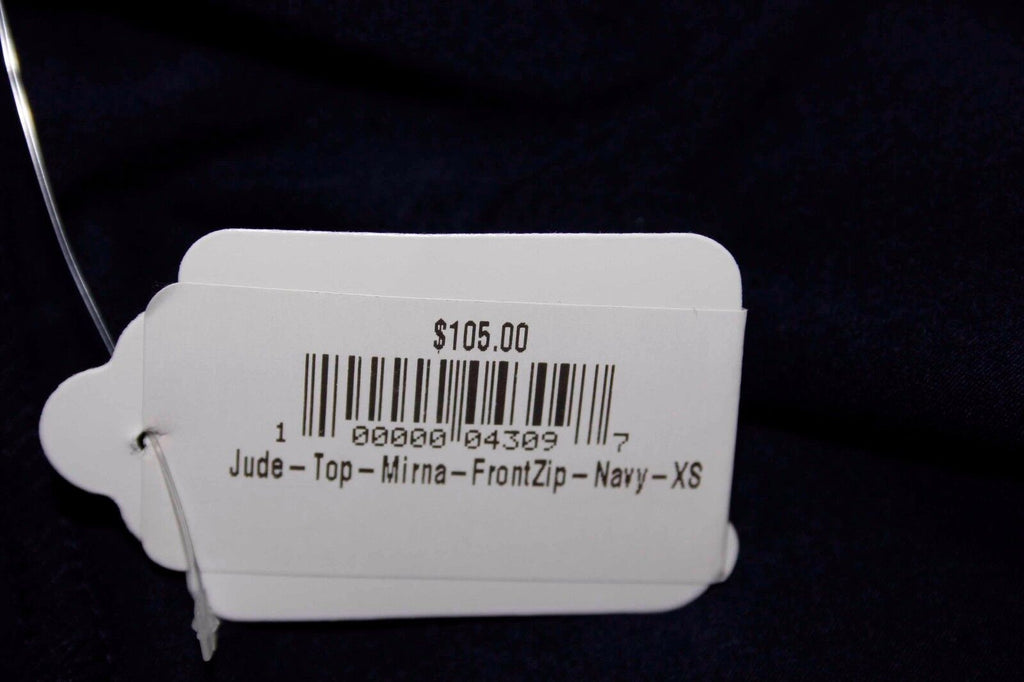 $105.00
1 00000 04309 7
Jude-Top-Mirna-FrontZip-Navy-XS